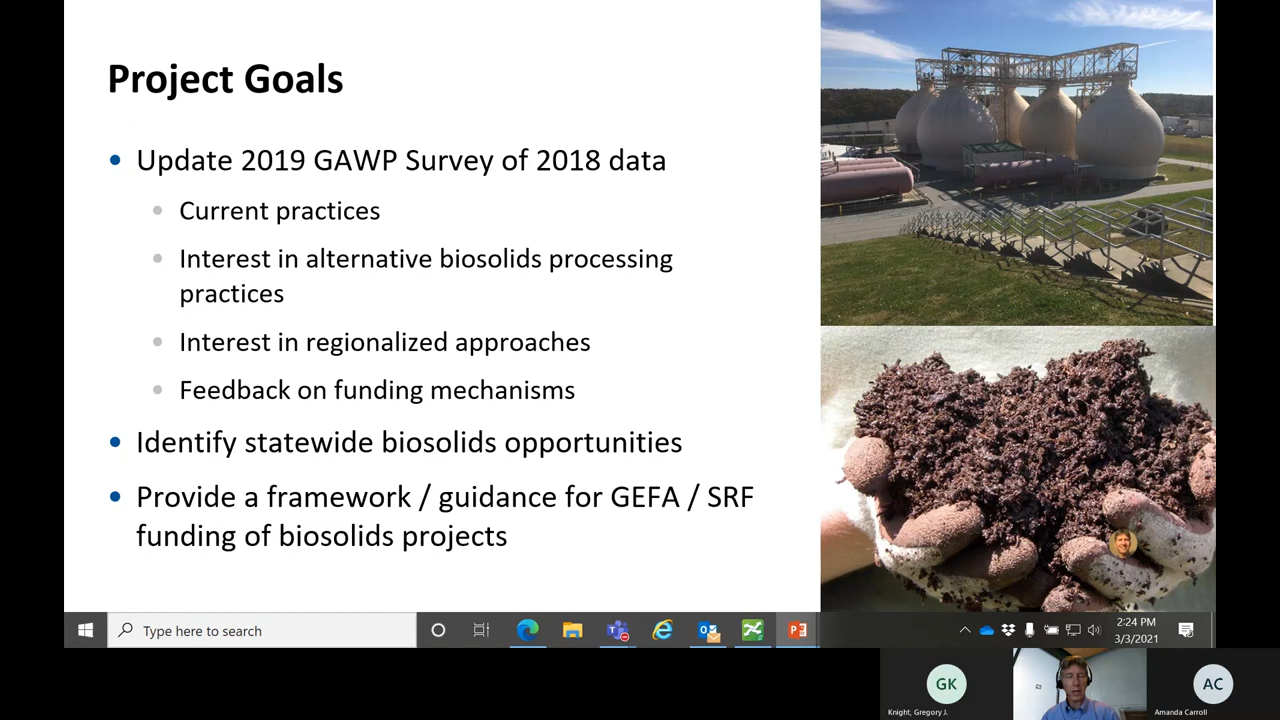 Project Goals
• Update 2019 GAWP Survey of 2018 data
• Current practices
• Interest in alternative biosolids processing
practices
• Interest in regionalized approaches
• Feedback on funding mechanisms
• Identify statewide biosolids opportunities
• Provide a framework / guidance for GEFA / SRF
funding of biosolids projects
Type here to search
2:24 PM
3/3/2021
GK
Knight, Gregory J.
AC
Amanda Carroll